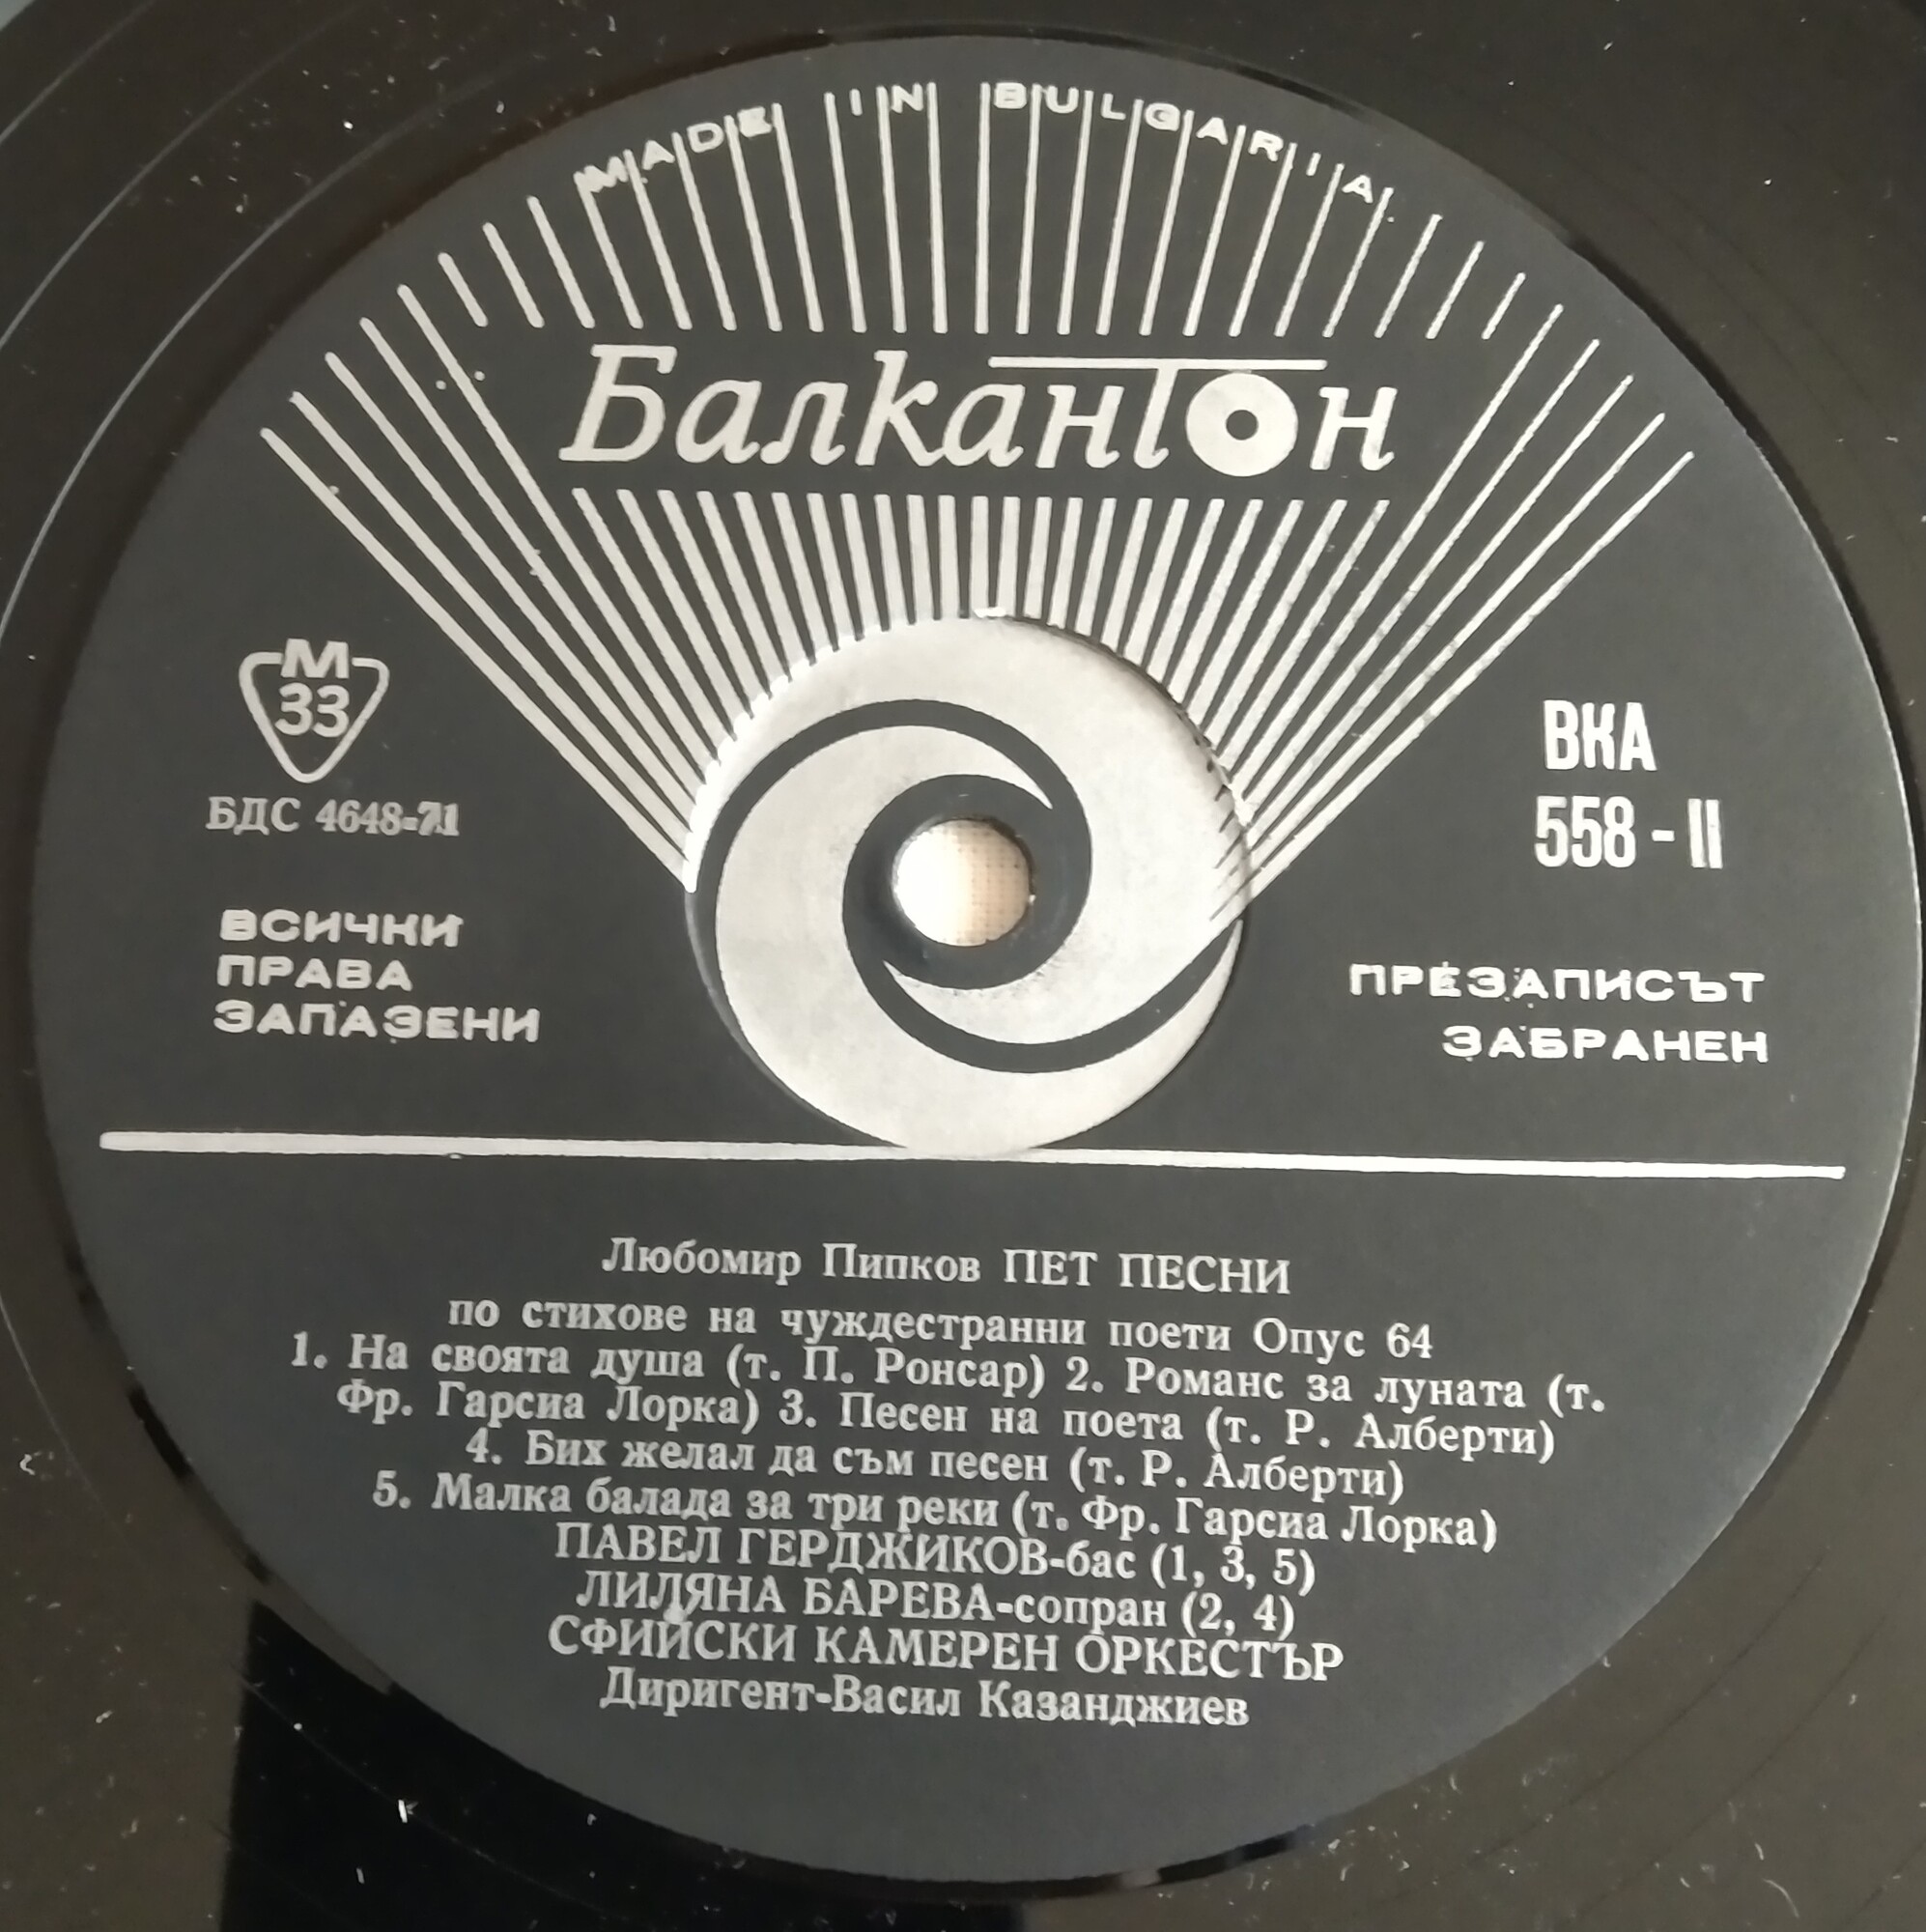 MADE IN BULGARIA
Балкантон
М
33
БДС 4648-71
ВСИЧКИ
ПРАВА
ЗАПАЗЕНИ
ВКА
558 - II
ПРЕЗАПИСЪТ
ЗАБРАНЕН
Любомир Пипков ПЕТ ПЕСНИ
по стихове на чуждестранни поети Опус 64
1. На своята душа (т. П. Ронсар) 2. Романс за луната (т.
Фр. Гарсиа Лорка) 3. Песен на поета (т. Р. Алберти)
4. Бих желал да съм песен (т. Р. Алберти)
5. Малка балада за три реки (т. Фр. Гарсиа Лорка)
ПАВЕЛ ГЕРДЖИКОВ-бас (1, 3, 5)
ЛИЛЯНА БАРЕВА-сопран (2, 4)
СФИЙСКИ КАМЕРЕН ОРКЕСТЪР
Диригент-Васил Казанджиев